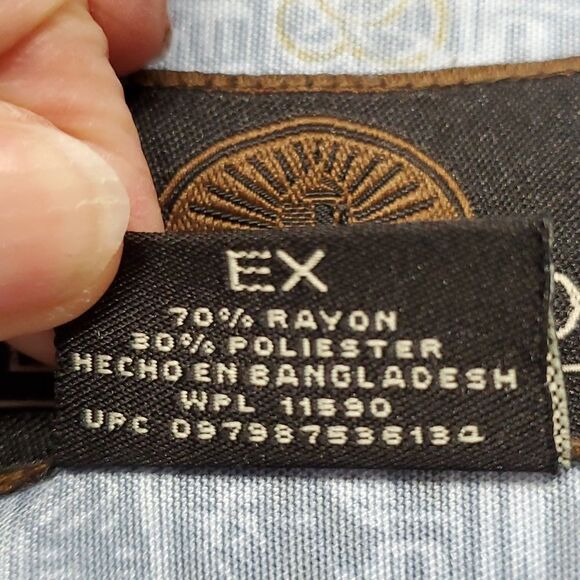 EX
70% RAYON
30% POLIESTER
HECHO EN BANGLADESH
WPL 11590
UPC 097987536134